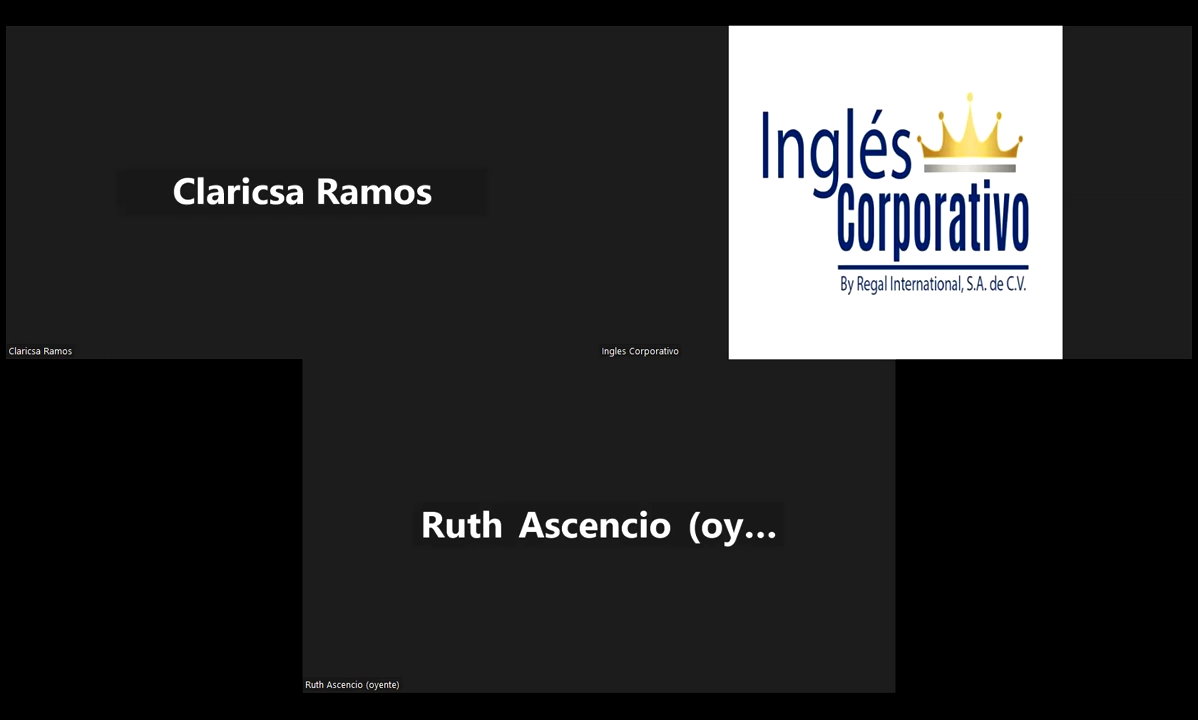 Claricsa Ramos
Claricsa Ramos
Inglés
Corporativo
By Regal International, S.A. de C.V.
Ingles Corporativo
Ruth Ascencio (oy...
Ruth Ascencio (oyente)